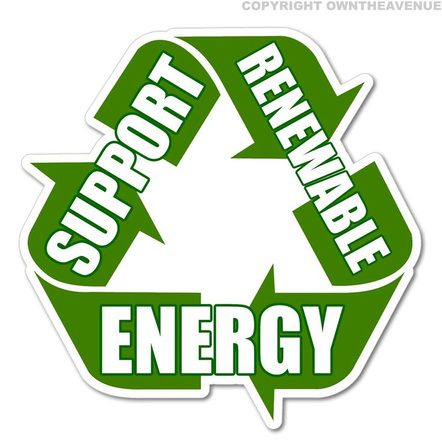 COPYRIGHT OWNTHEAVENUE
SUPPORT
RENEWABLE
ENERGY